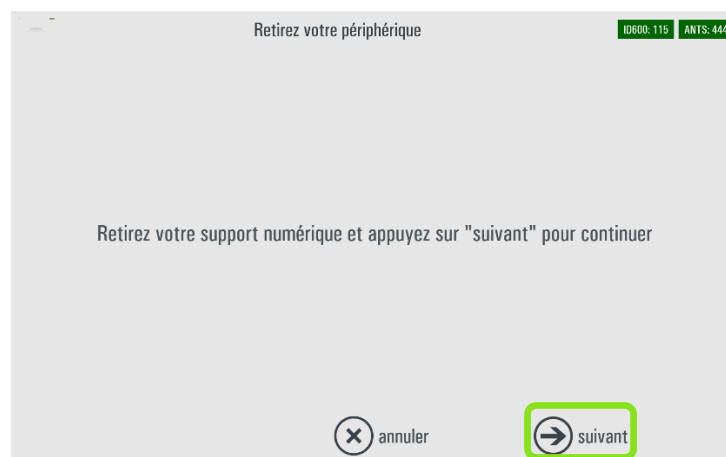 Retirez votre périphérique
ID600: 115 ANTS: 444
Retirez votre support numérique et appuyez sur "suivant" pour continuer
annuler suivant